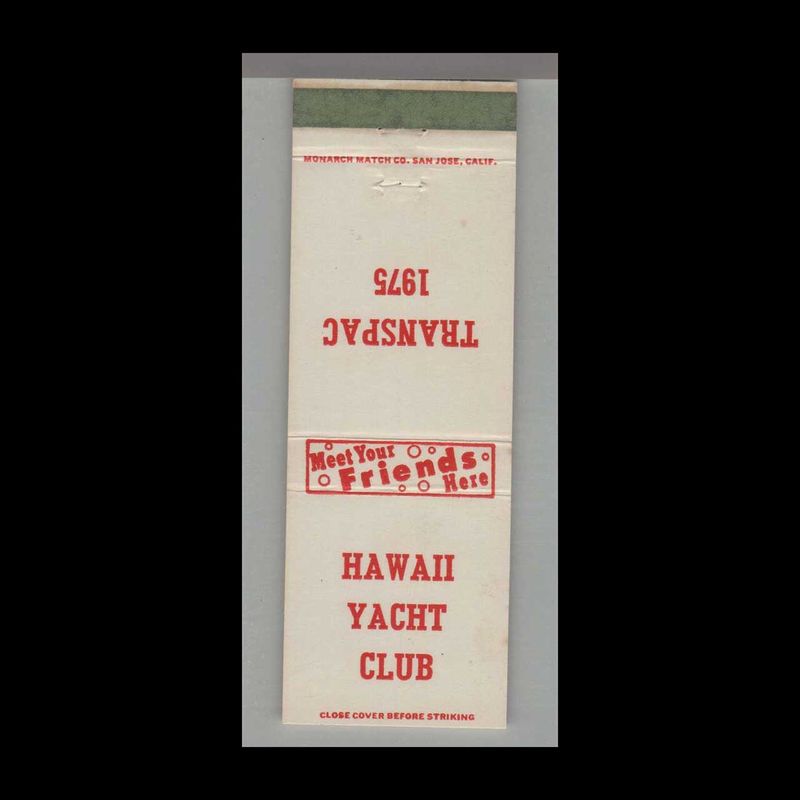 MONARCH MATCH CO. SAN JOSE, CALIF.
TRANSPAC
1975
Meet Your
Friends
Here
HAWAII
YACHT
CLUB
CLOSE COVER BEFORE STRIKING